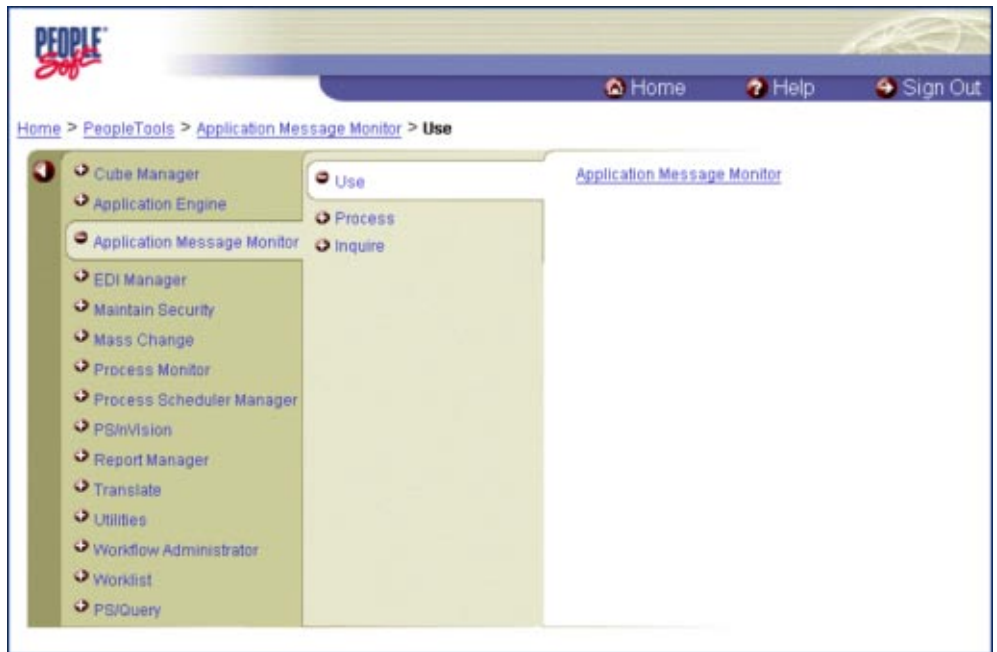 PEOPLE
Soft
Home Help Sign Out
Home > PeopleTools > Application Message Monitor > Use
Cube Manager
Application Engine
Application Message Monitor
EDI Manager
Maintain Security
Mass Change
Process Monitor
Process Scheduler Manager
PS/nVision
Report Manager
Translate
Utilities
Workflow Administrator
Worklist
PS/Query
Use
Process
Inquire
Application Message Monitor